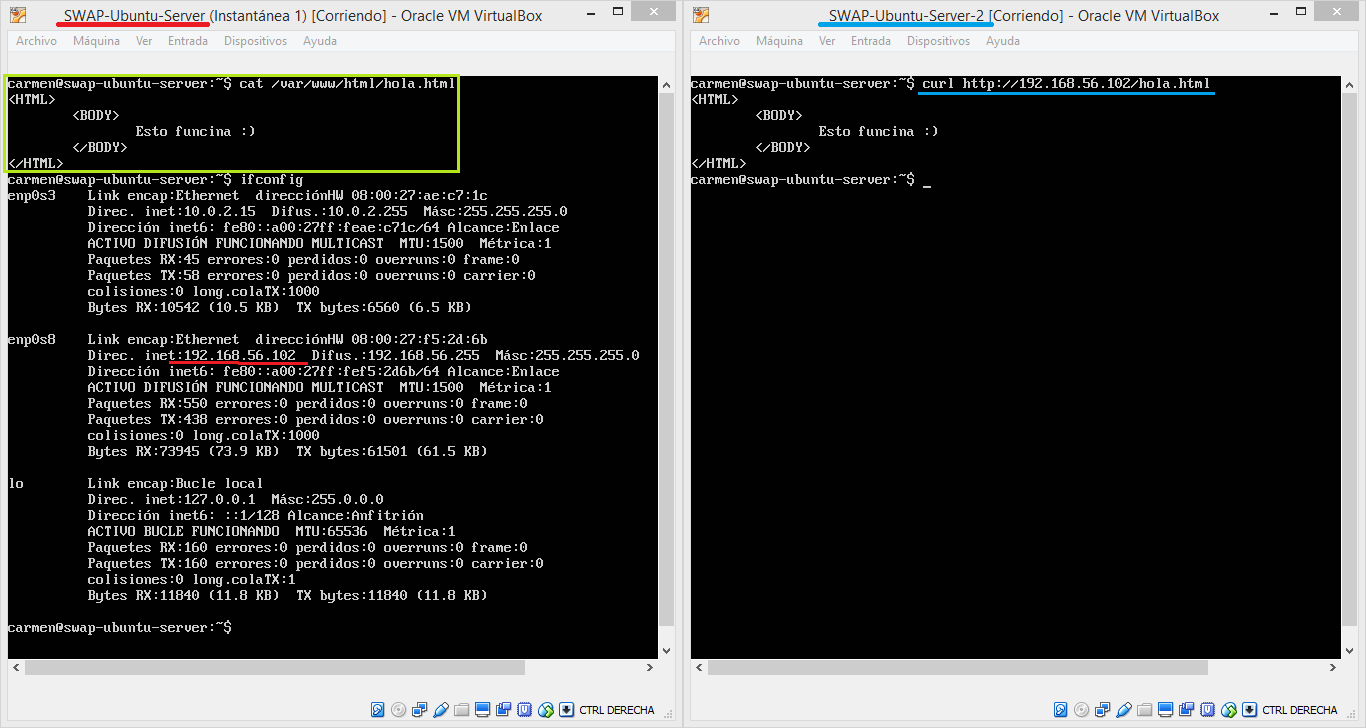 SWAP-Ubuntu-Server (Instantánea 1) [Corriendo] - Oracle VM VirtualBox
Archivo Máquina Ver Entrada Dispositivos Ayuda
carmen@swap-ubuntu-server:~$ cat /var/www/html/hola.html
<HTML>
<BODY>
Esto funcina :)
</BODY>
</HTML>
carmen@swap-ubuntu-server:~$ ifconfig
enp0s3 Link encap:Ethernet direcciónHW 08:00:27:ae:c7:1c
Direc. inet:10.0.2.15 Difus.:10.0.2.255 Másc:255.255.255.0
Dirección inet6: fe80::a00:27ff:feae:c71c/64 Alcance:Enlace
ACTIVO DIFUSIÓN FUNCIONANDO MULTICAST MTU:1500 Métrica:1
Paquetes RX:45 errores:0 perdidos:0 overruns:0 frame:0
Paquetes TX:58 errores:0 perdidos:0 overruns:0 carrier:0
colisiones:0 long.colaTX:1000
Bytes RX:10542 (10.5 KB) TX bytes:6560 (6.5 KB)
enp0s8 Link encap:Ethernet direcciónHW 08:00:27:f5:2d:6b
Direc. inet:192.168.56.102 Difus.:192.168.56.255 Másc:255.255.255.0
Dirección inet6: fe80::a00:27ff:fef5:2d6b/64 Alcance:Enlace
ACTIVO DIFUSIÓN FUNCIONANDO MULTICAST MTU:1500 Métrica:1
Paquetes RX:550 errores:0 perdidos:0 overruns:0 frame:0
Paquetes TX:438 errores:0 perdidos:0 overruns:0 carrier:0
colisiones:0 long.colaTX:1000
Bytes RX:73945 (73.9 KB) TX bytes:61501 (61.5 KB)
lo Link encap:Bucle local
Direc. inet:127.0.0.1 Másc:255.0.0.0
Dirección inet6: ::1/128 Alcance:Anfitrión
ACTIVO BUCLE FUNCIONANDO MTU:65536 Métrica:1
Paquetes RX:160 errores:0 perdidos:0 overruns:0 frame:0
Paquetes TX:160 errores:0 perdidos:0 overruns:0 carrier:0
colisiones:0 long.colaTX:1
Bytes RX:11840 (11.8 KB) TX bytes:11840 (11.8 KB)
carmen@swap-ubuntu-server:~$
CTRL DERECHA
SWAP-Ubuntu-Server-2 [Corriendo] - Oracle VM VirtualBox
Archivo Máquina Ver Entrada Dispositivos Ayuda
carmen@swap-ubuntu-server:~$ curl http://192.168.56.102/hola.html
<HTML>
<BODY>
Esto funcina :)
</BODY>
</HTML>
carmen@swap-ubuntu-server:~$ _
CTRL DERECHA